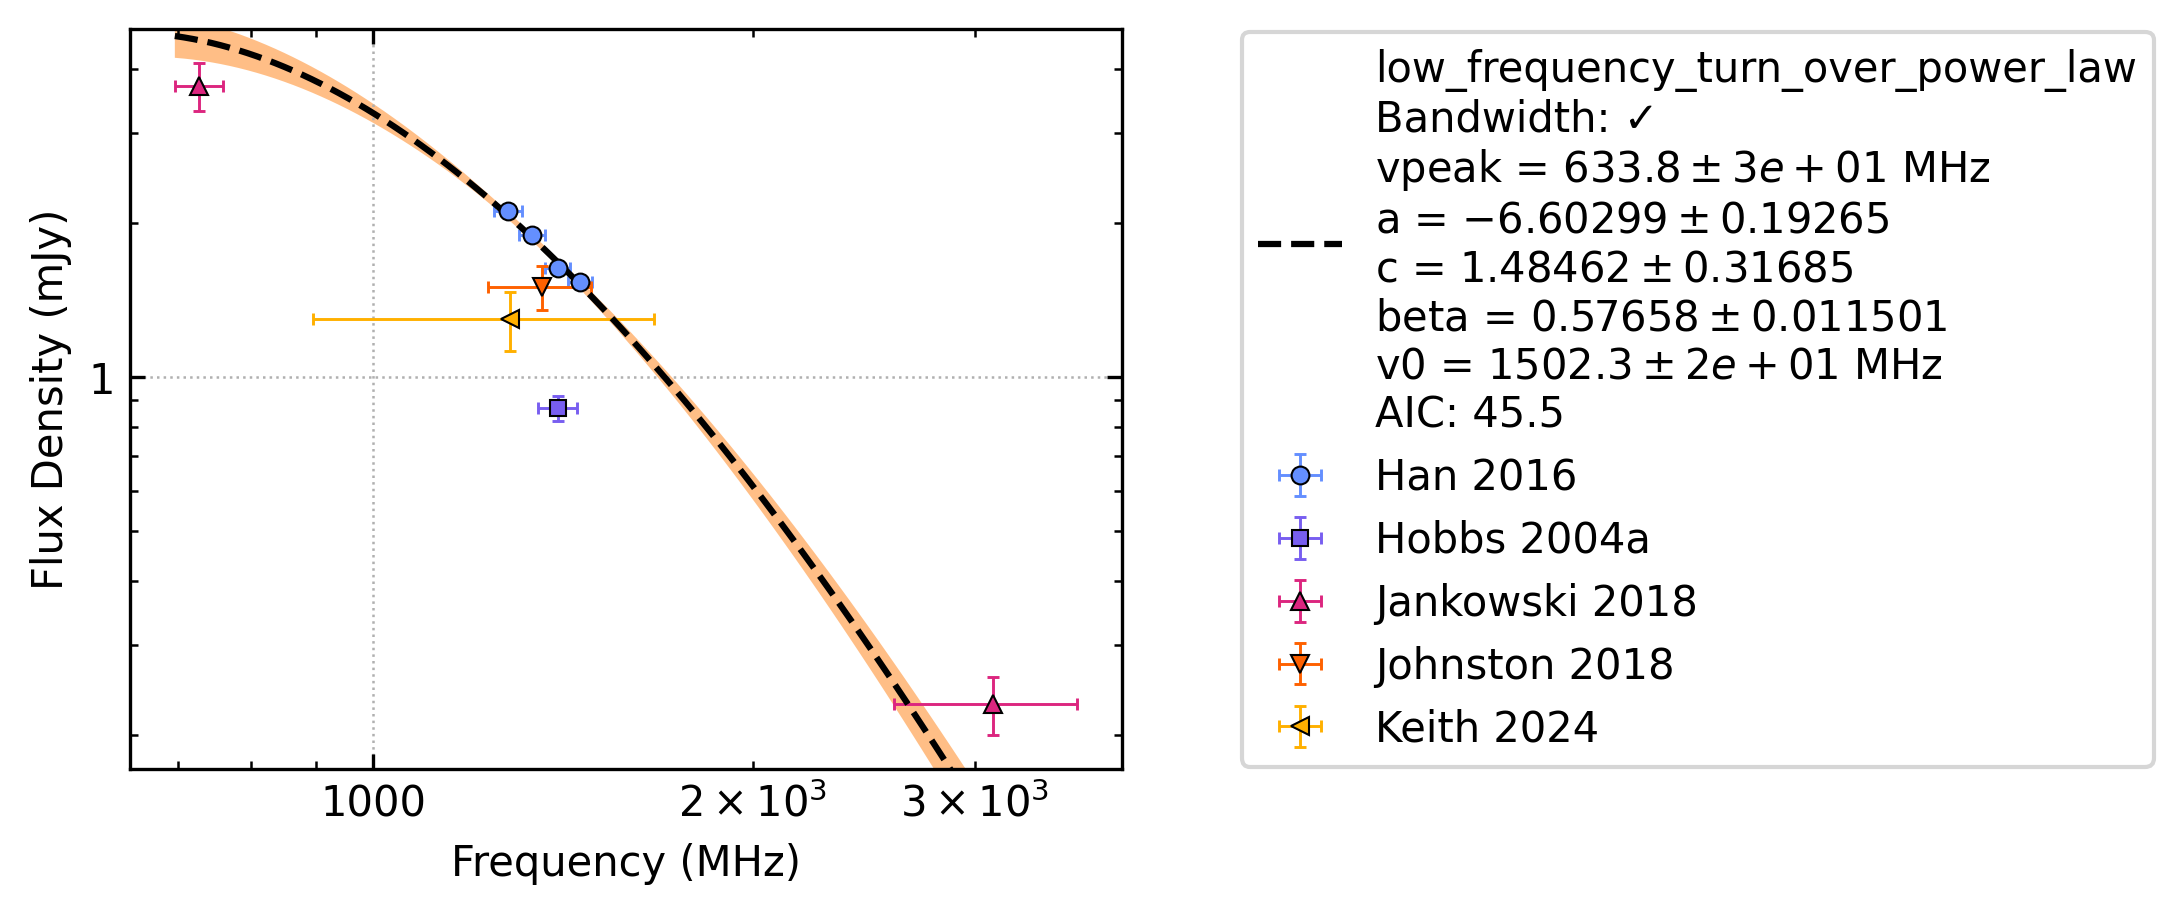 Flux Density (mJy)
1
1000
2 × 10³
3 × 10³
Frequency (MHz)
low_frequency_turn_over_power_law
Bandwidth: ✓
vpeak = 633.8 ± 3e + 01 MHz
a = −6.60299 ± 0.19265
c = 1.48462 ± 0.31685
beta = 0.57658 ± 0.011501
v0 = 1502.3 ± 2e + 01 MHz
AIC: 45.5
Han 2016
Hobbs 2004a
Jankowski 2018
Johnston 2018
Keith 2024